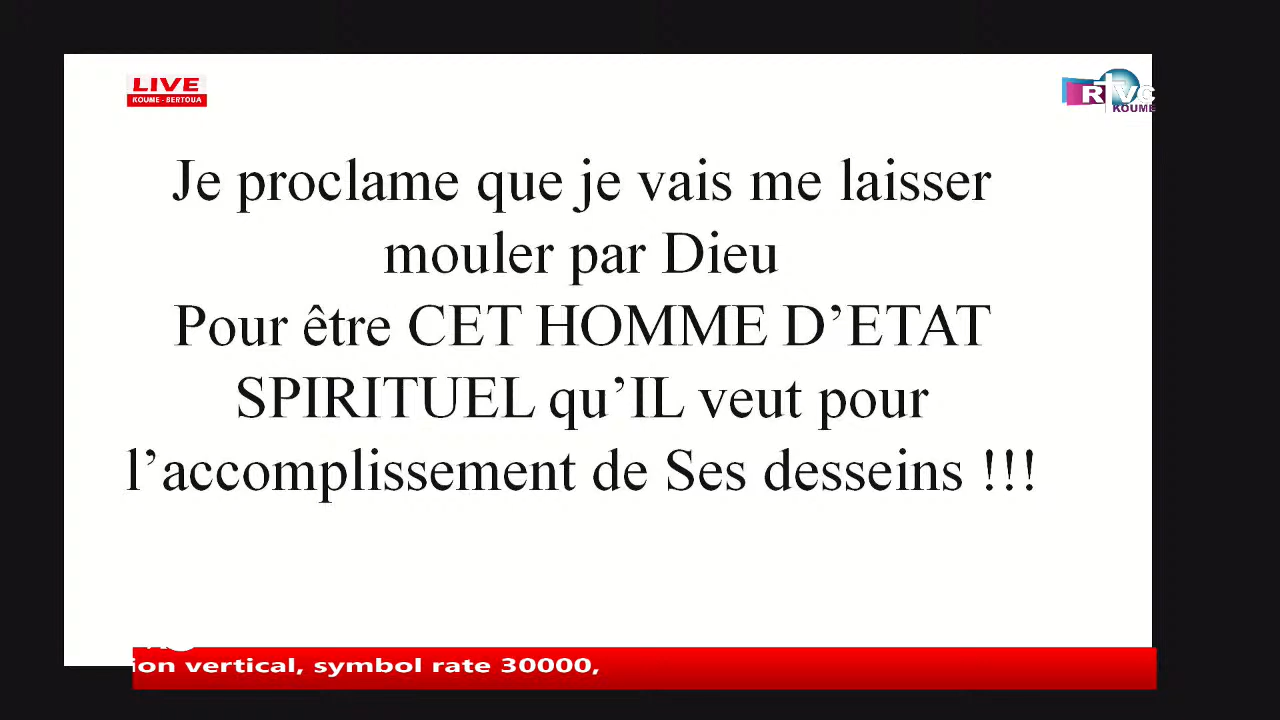 LIVE
KOUME - BERTOUA
RTVC
KOUME
Je proclame que je vais me laisser
mouler par Dieu
Pour être CET HOMME D’ETAT
SPIRITUEL qu’IL veut pour
l’accomplissement de Ses desseins !!!
ion vertical, symbol rate 30000,